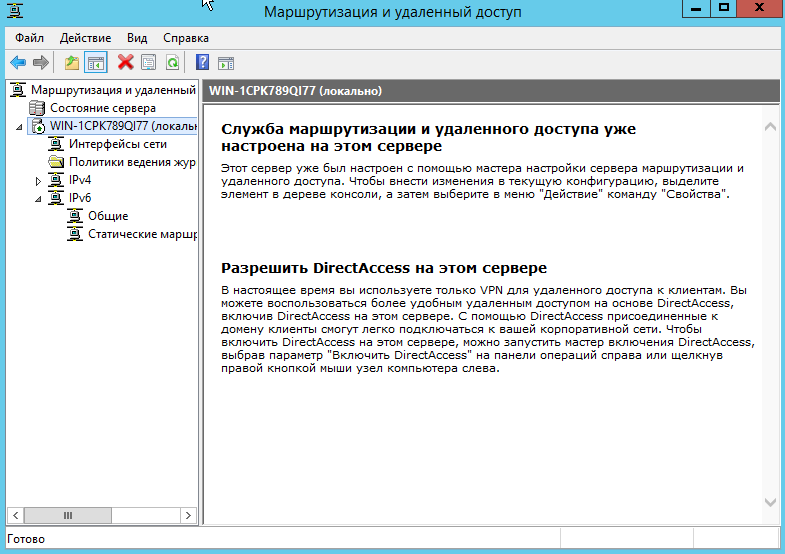 Маршрутизация и удаленный доступ
Файл Действие Вид Справка
Маршрутизация и удаленный
Состояние сервера
WIN-1CPK789QI77 (локальн
Интерфейсы сети
Политики ведения жур
IPv4
IPv6
Общие
Статические маршр
WIN-1CPK789QI77 (локально)
Служба маршрутизации и удаленного доступа уже
настроена на этом сервере
Этот сервер уже был настроен с помощью мастера настройки сервера маршрутизации и
удаленного доступа. Чтобы внести изменения в текущую конфигурацию, выделите
элемент в дереве консоли, а затем выберите в меню "Действие" команду "Свойства".
Разрешить DirectAccess на этом сервере
В настоящее время вы используете только VPN для удаленного доступа к клиентам. Вы
можете воспользоваться более удобным удаленным доступом на основе DirectAccess,
включив DirectAccess на этом сервере. С помощью DirectAccess присоединенные к
домену клиенты смогут легко подключаться к вашей корпоративной сети. Чтобы
включить DirectAccess на этом сервере, можно запустить мастер включения DirectAccess,
выбрав параметр "Включить DirectAccess" на панели операций справа или щелкнув
правой кнопкой мыши узел компьютера слева.
Готово